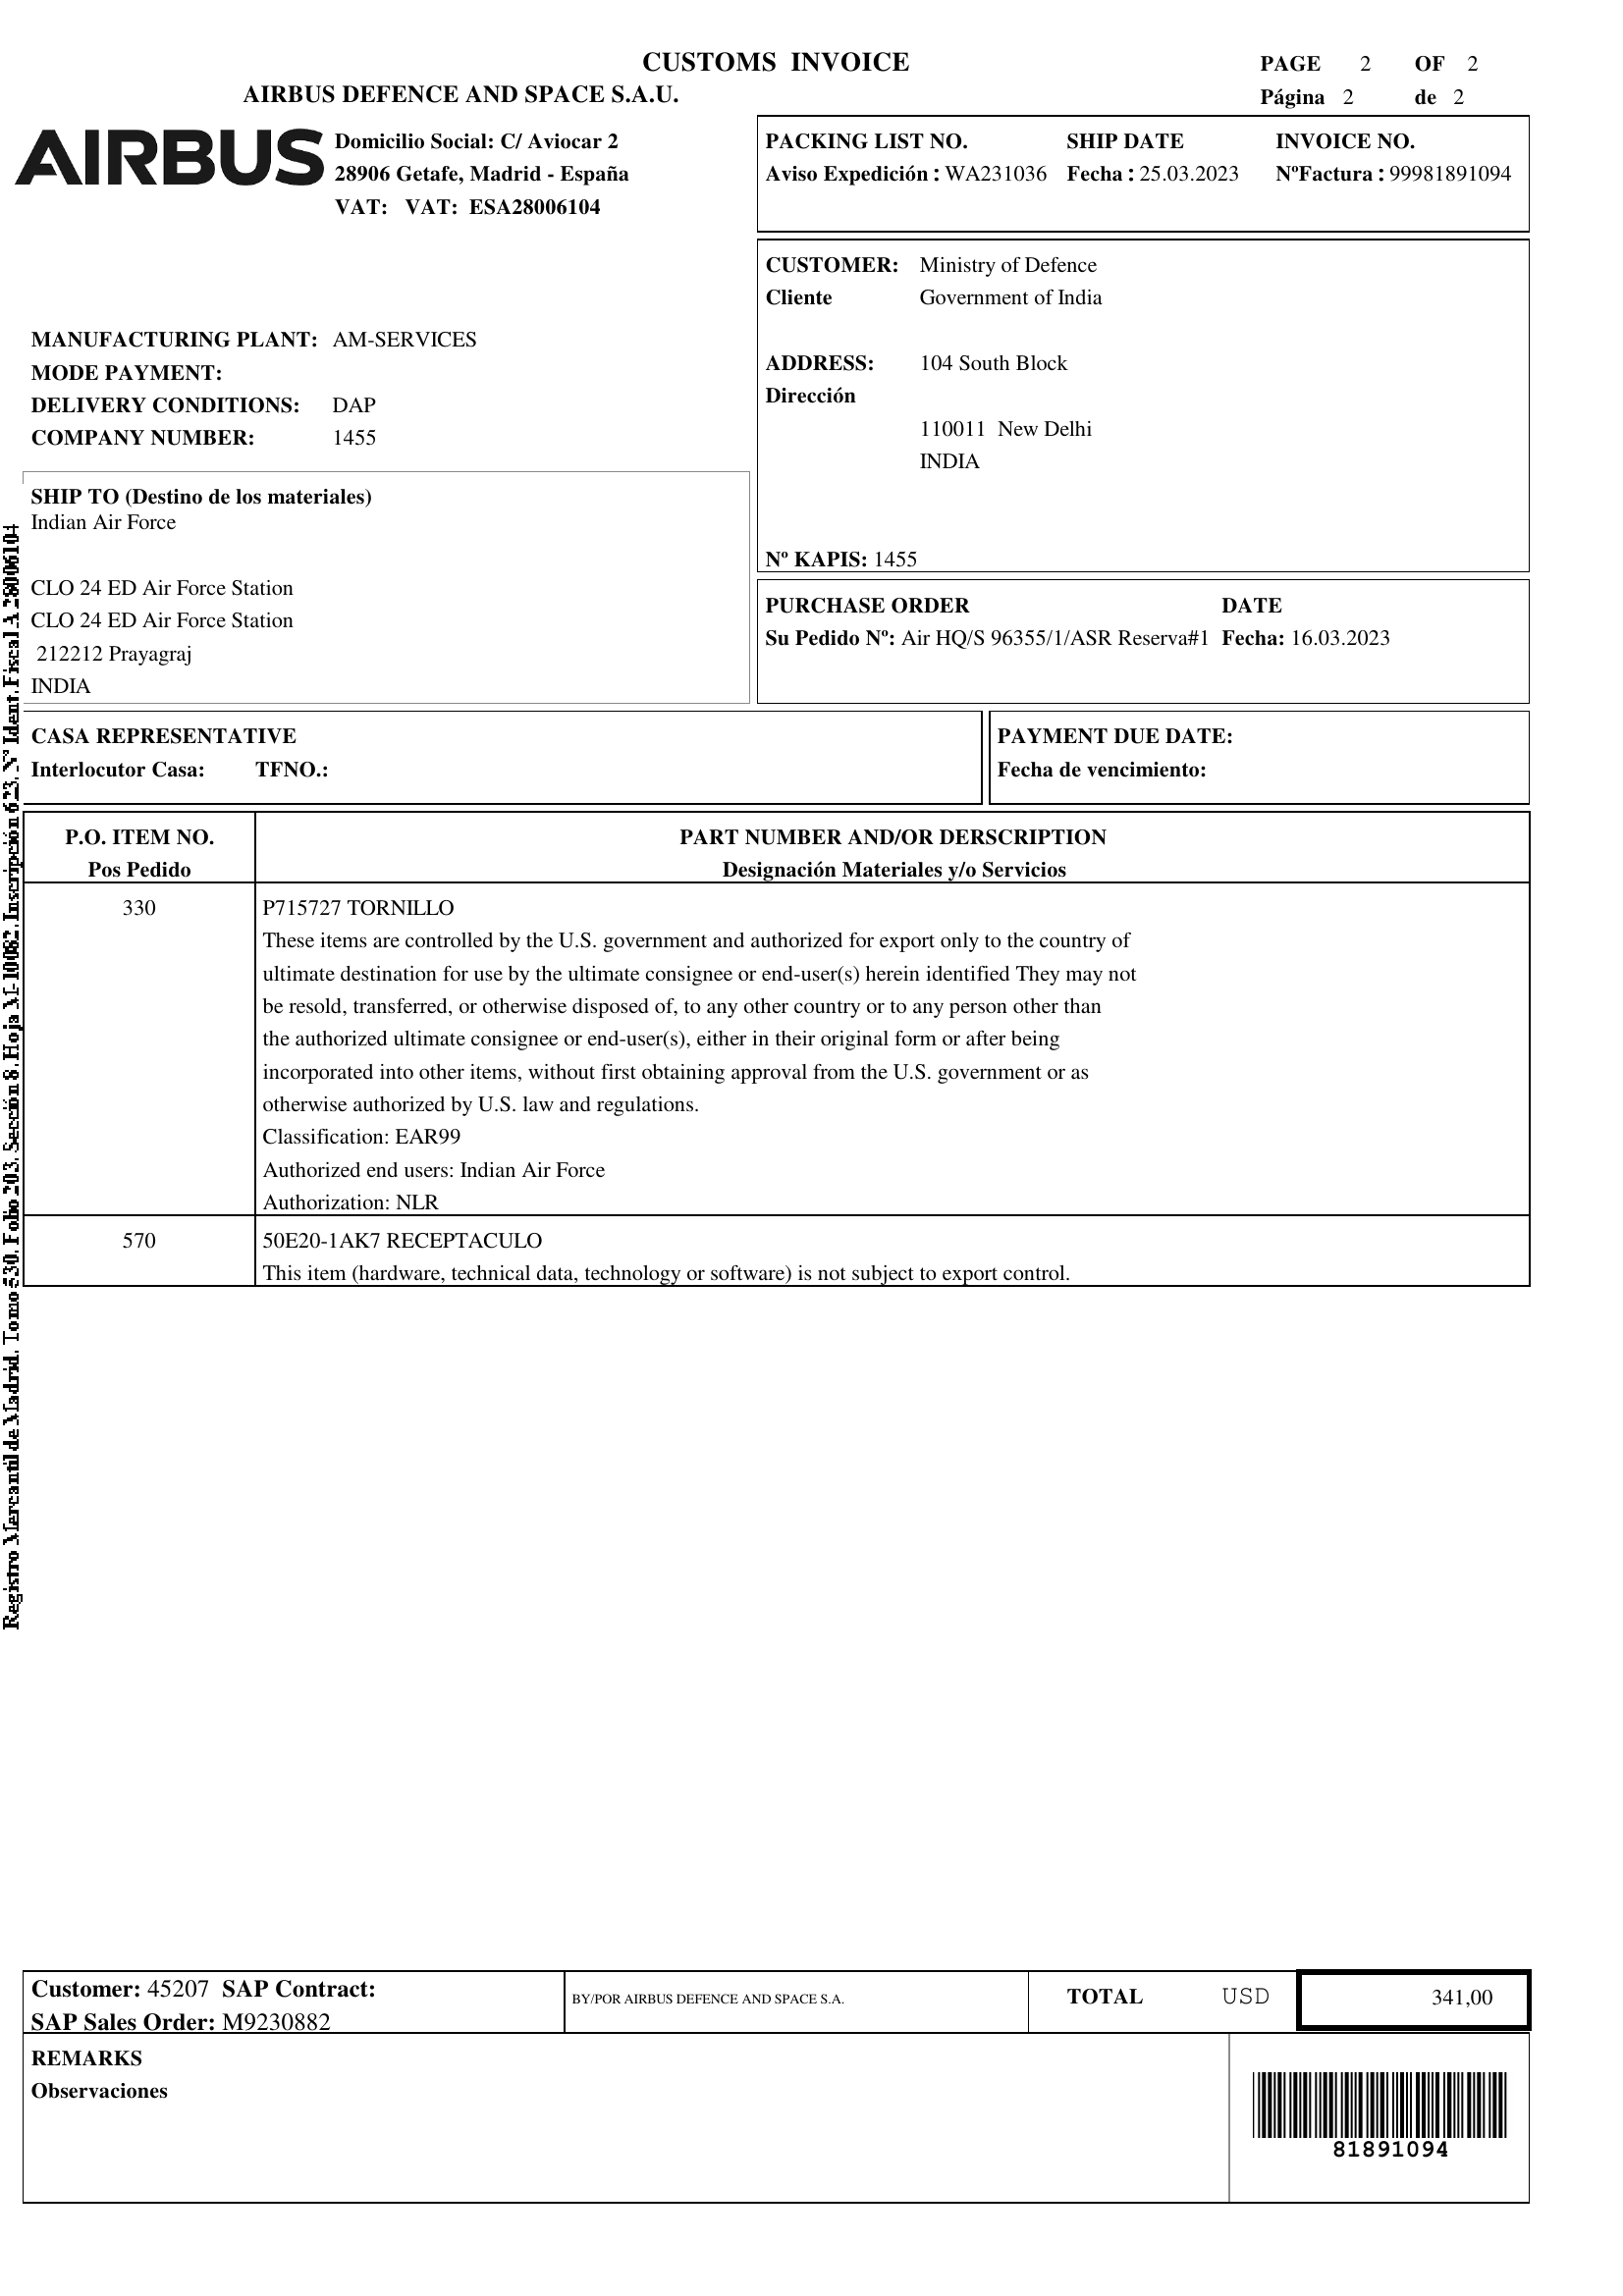 CUSTOMS INVOICE
PAGE 2 OF 2
AIRBUS DEFENCE AND SPACE S.A.U.
Página 2 de 2
AIRBUS
Domicilio Social: C/ Aviocar 2
28906 Getafe, Madrid - España
VAT: VAT: ESA28006104
PACKING LIST NO. SHIP DATE INVOICE NO.
Aviso Expedición : WA231036 Fecha : 25.03.2023 NºFactura : 99981891094
CUSTOMER: Ministry of Defence
Cliente Government of India
ADDRESS: 104 South Block
Dirección
110011 New Delhi
INDIA
Nº KAPIS: 1455
MANUFACTURING PLANT: AM-SERVICES
MODE PAYMENT:
DELIVERY CONDITIONS: DAP
COMPANY NUMBER: 1455
SHIP TO (Destino de los materiales)
Indian Air Force
CLO 24 ED Air Force Station
CLO 24 ED Air Force Station
212212 Prayagraj
INDIA
PURCHASE ORDER DATE
Su Pedido Nº: Air HQ/S 96355/1/ASR Reserva#1 Fecha: 16.03.2023
CASA REPRESENTATIVE
Interlocutor Casa: TFNO.:
PAYMENT DUE DATE:
Fecha de vencimiento:
P.O. ITEM NO. PART NUMBER AND/OR DERSCRIPTION
Pos Pedido Designación Materiales y/o Servicios
330 P715727 TORNILLO
These items are controlled by the U.S. government and authorized for export only to the country of
ultimate destination for use by the ultimate consignee or end-user(s) herein identified They may not
be resold, transferred, or otherwise disposed of, to any other country or to any person other than
the authorized ultimate consignee or end-user(s), either in their original form or after being
incorporated into other items, without first obtaining approval from the U.S. government or as
otherwise authorized by U.S. law and regulations.
Classification: EAR99
Authorized end users: Indian Air Force
Authorization: NLR
570 50E20-1AK7 RECEPTACULO
This item (hardware, technical data, technology or software) is not subject to export control.
Registro Mercantil de Madrid, Tomo 530, Folio 203, Sección 8, Hoja M-10082, Inscripción 623, Nº Ident. Fiscal A 28006104
Customer: 45207 SAP Contract:
SAP Sales Order: M9230882
BY/POR AIRBUS DEFENCE AND SPACE S.A.
TOTAL USD 341,00
REMARKS
Observaciones
81891094